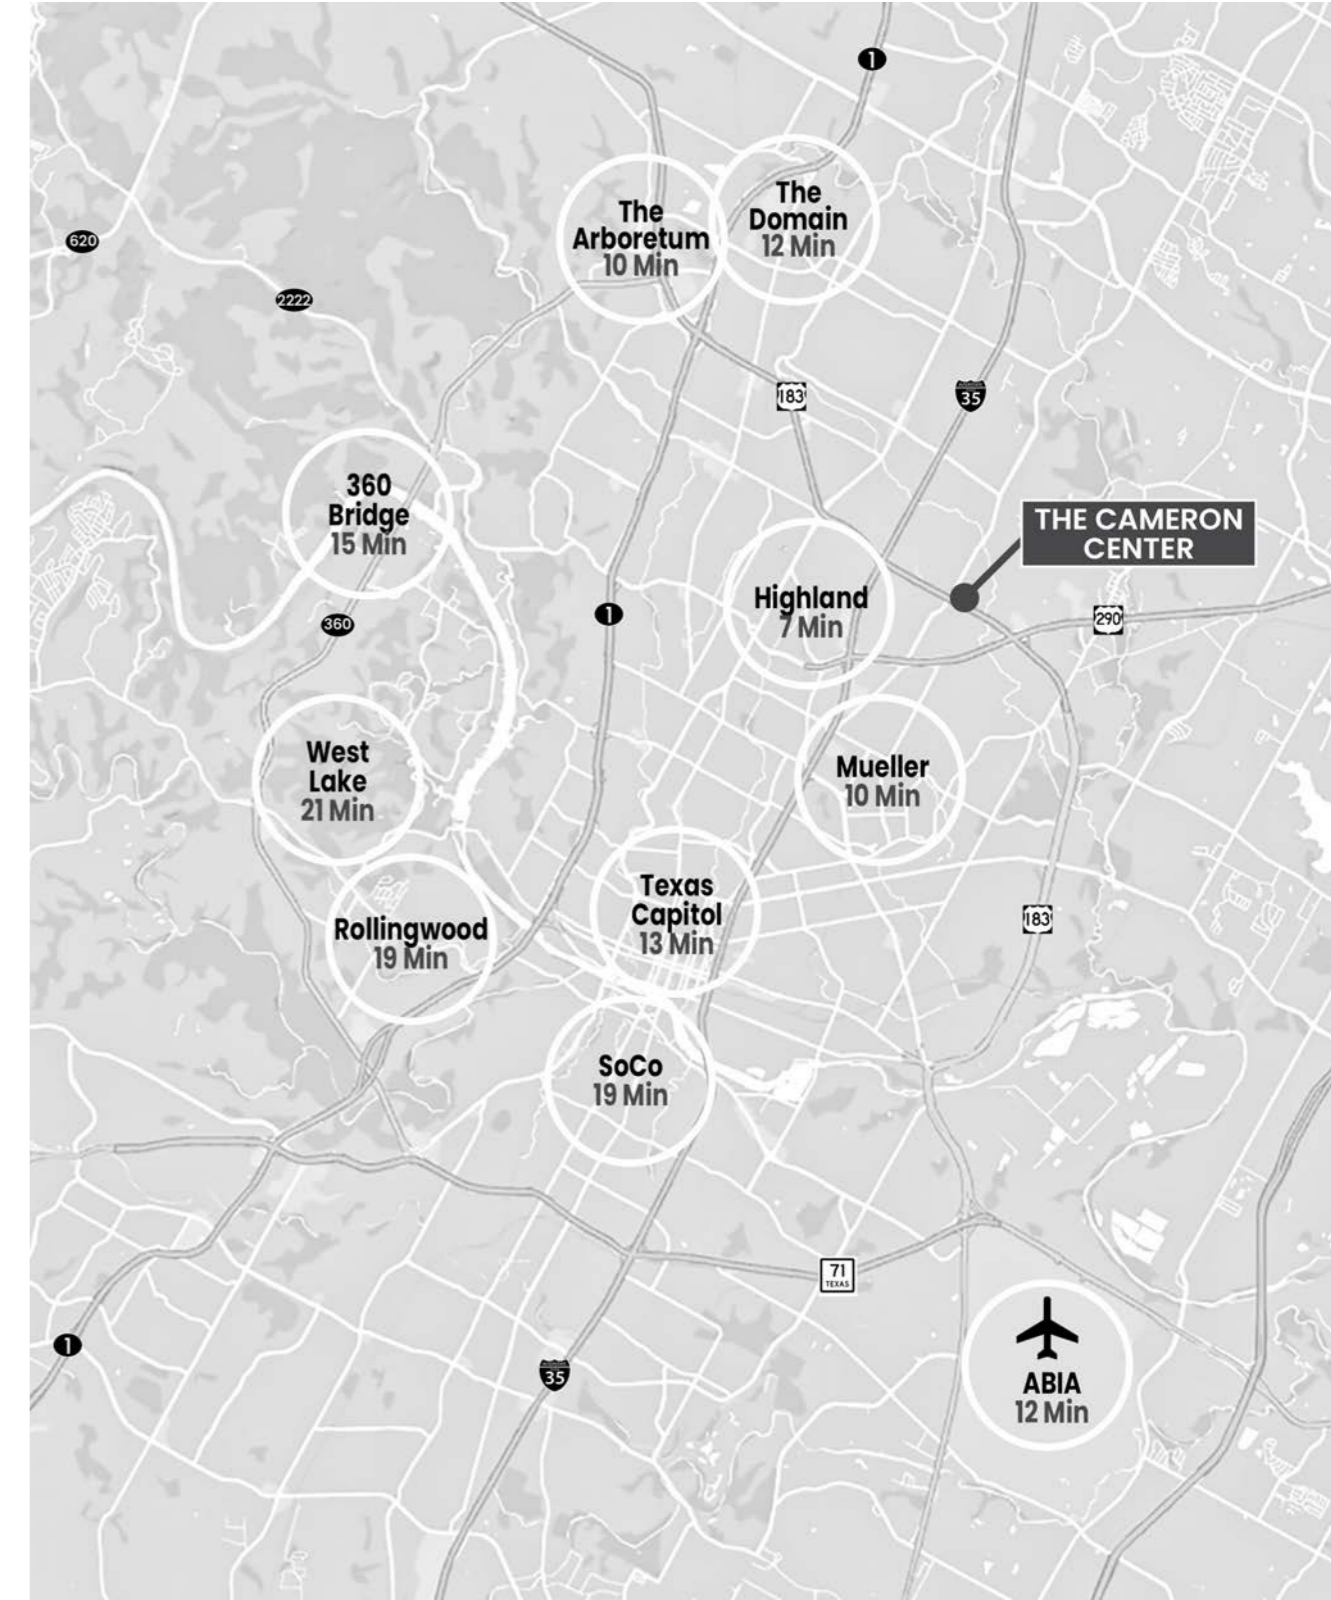 1
The
Domain
12 Min
The
Arboretum
10 Min
620
2222
183
35
360
Bridge
15 Min
THE CAMERON
CENTER
Highland
7 Min
1
290
360
West
Lake
21 Min
Mueller
10 Min
Texas
Capitol
13 Min
183
Rollingwood
19 Min
SoCo
19 Min
71
TEXAS
1
35
ABIA
12 Min